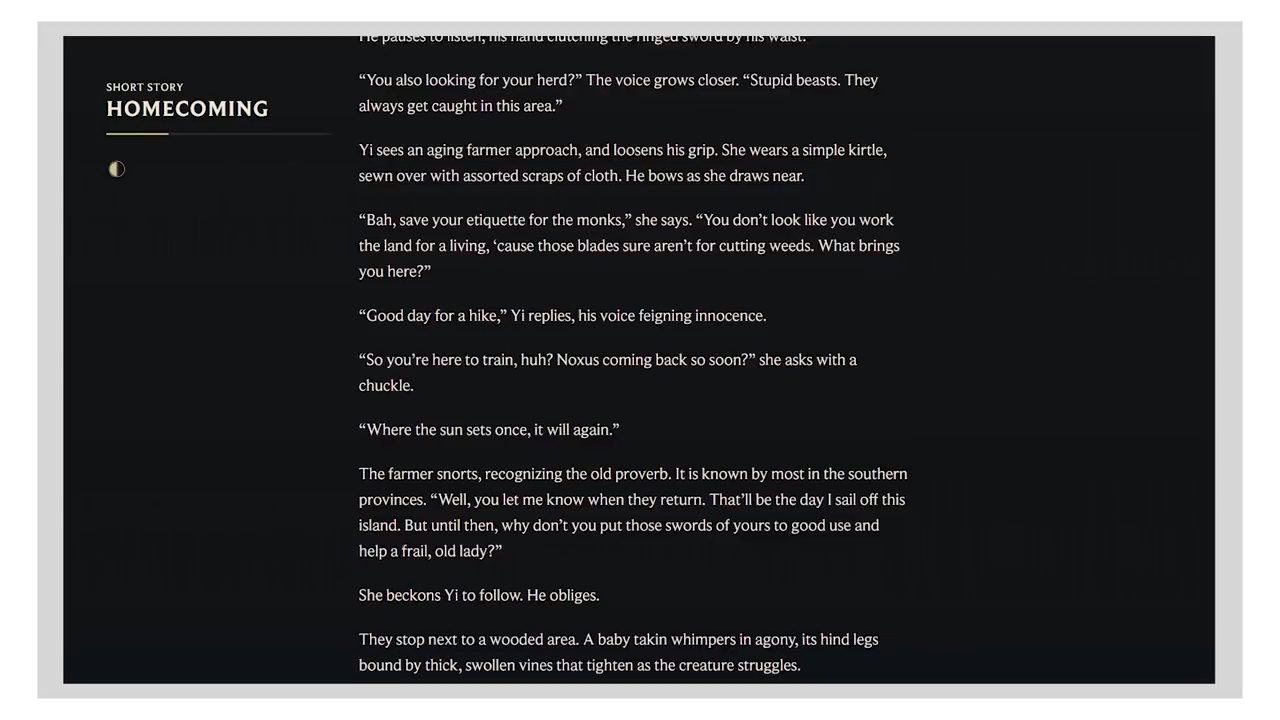 SHORT STORY
HOMECOMING
He pauses to listen, his hand clutching the ringed sword by his waist.
“You also looking for your herd?” The voice grows closer. “Stupid beasts. They
always get caught in this area.”
Yi sees an aging farmer approach, and loosens his grip. She wears a simple kirtle,
sewn over with assorted scraps of cloth. He bows as she draws near.
“Bah, save your etiquette for the monks,” she says. “You don’t look like you work
the land for a living, ‘cause those blades sure aren’t for cutting weeds. What brings
you here?”
“Good day for a hike,” Yi replies, his voice feigning innocence.
“So you’re here to train, huh? Noxus coming back so soon?” she asks with a
chuckle.
“Where the sun sets once, it will again.”
The farmer snorts, recognizing the old proverb. It is known by most in the southern
provinces. “Well, you let me know when they return. That’ll be the day I sail off this
island. But until then, why don’t you put those swords of yours to good use and
help a frail, old lady?”
She beckons Yi to follow. He obliges.
They stop next to a wooded area. A baby takin whimpers in agony, its hind legs
bound by thick, swollen vines that tighten as the creature struggles.